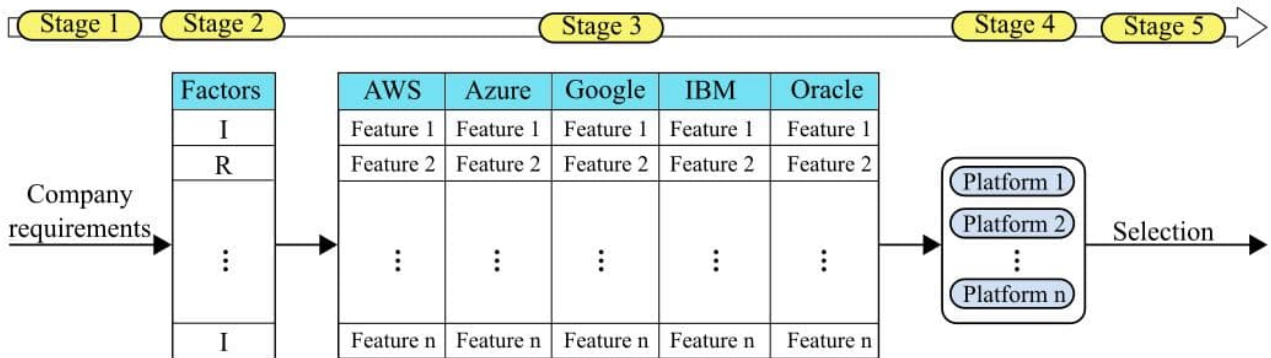 Stage 1 Stage 2 Stage 3 Stage 4 Stage 5
Factors AWS Azure Google IBM Oracle
I Feature 1 Feature 1 Feature 1 Feature 1 Feature 1
R Feature 2 Feature 2 Feature 2 Feature 2 Feature 2
Company
requirements
⋮ ⋮ ⋮ ⋮ ⋮ ⋮
I Feature n Feature n Feature n Feature n Feature n
Platform 1
Platform 2
⋮
Platform n
Selection